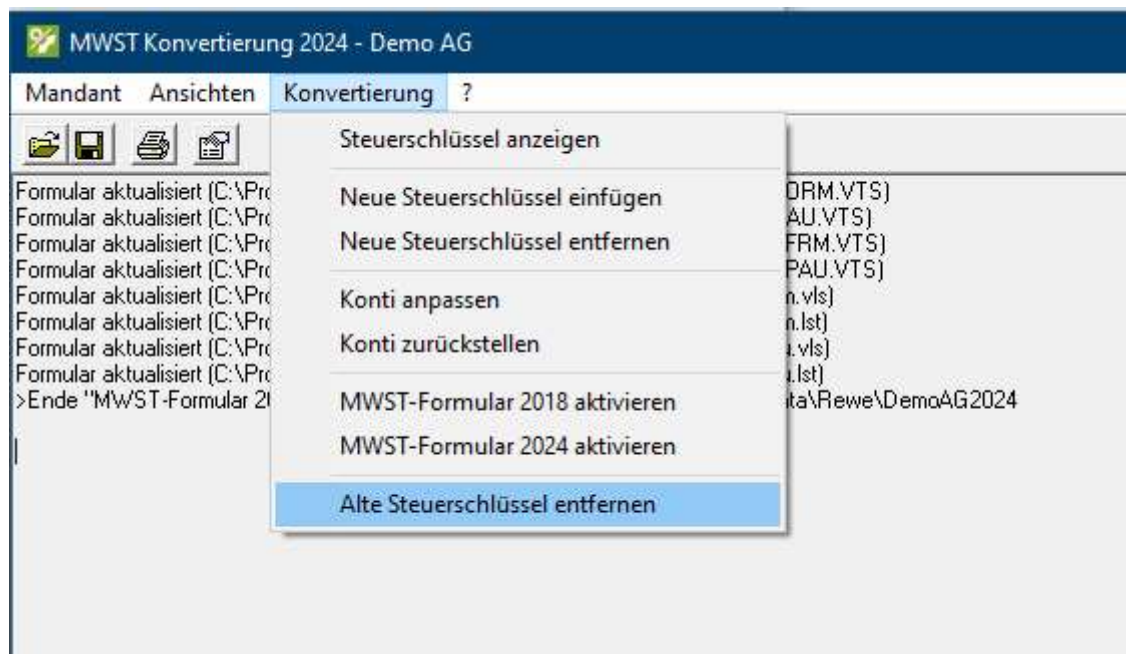 MWST Konvertierung 2024 - Demo AG
Mandant Ansichten Konvertierung ?
Steuerschlüssel anzeigen
Neue Steuerschlüssel einfügen
Neue Steuerschlüssel entfernen
Konti anpassen
Konti zurückstellen
MWST-Formular 2018 aktivieren
MWST-Formular 2024 aktivieren
Alte Steuerschlüssel entfernen
Formular aktualisiert (C:\Pro ORM.VTS)
Formular aktualisiert (C:\Pro AU.VTS)
Formular aktualisiert (C:\Pro FRM.VTS)
Formular aktualisiert (C:\Pro PAU.VTS)
Formular aktualisiert (C:\Pro .vls)
Formular aktualisiert (C:\Pro .lst)
Formular aktualisiert (C:\Pro .vls)
Formular aktualisiert (C:\Pro .lst)
>Ende "MWST-Formular 2 ta\Rewe\DemoAG2024